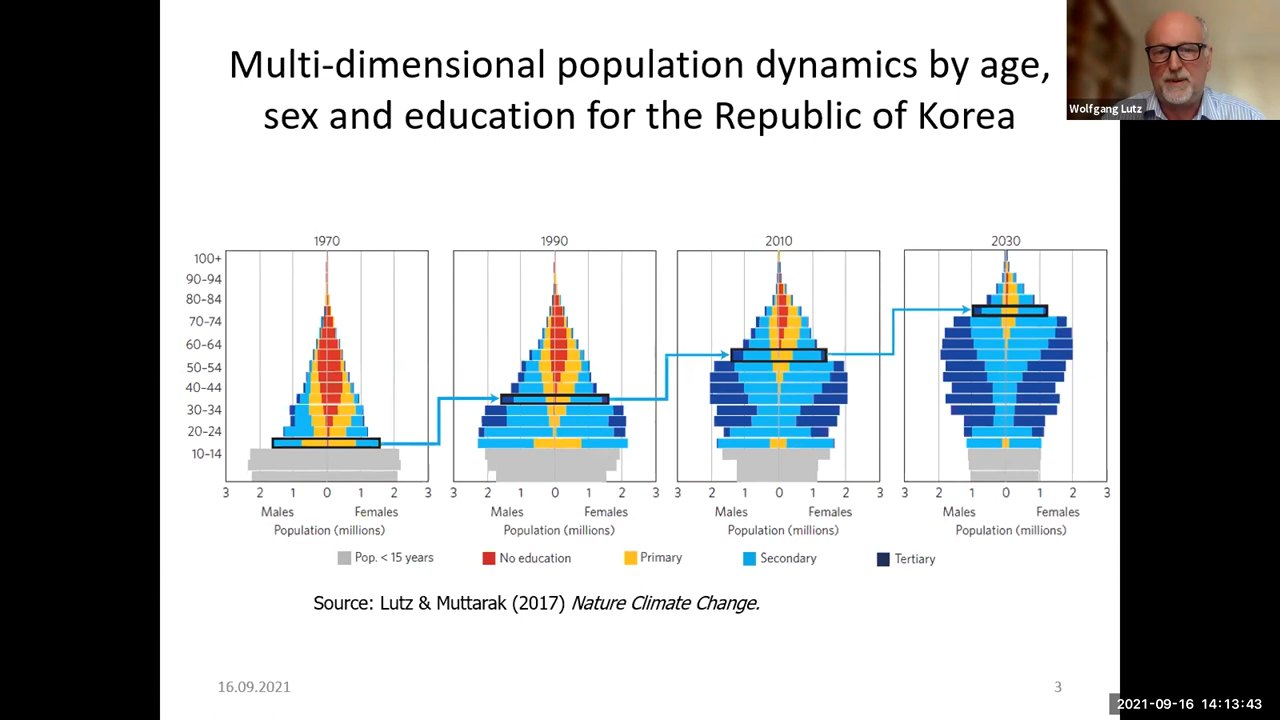 Multi-dimensional population dynamics by age,
sex and education for the Republic of Korea
Wolfgang Lutz
1970 1990 2010 2030
100+
90–94
80–84
70–74
60–64
50–54
40–44
30–34
20–24
10–14
3 2 1 0 1 2 3 3 2 1 0 1 2 3 3 2 1 0 1 2 3 3 2 1 0 1 2 3
Males Females Males Females Males Females Males Females
Population (millions) Population (millions) Population (millions) Population (millions)
Pop. < 15 years No education Primary Secondary Tertiary
Source: Lutz & Muttarak (2017) Nature Climate Change.
16.09.2021 3
2021-09-16 14:13:43